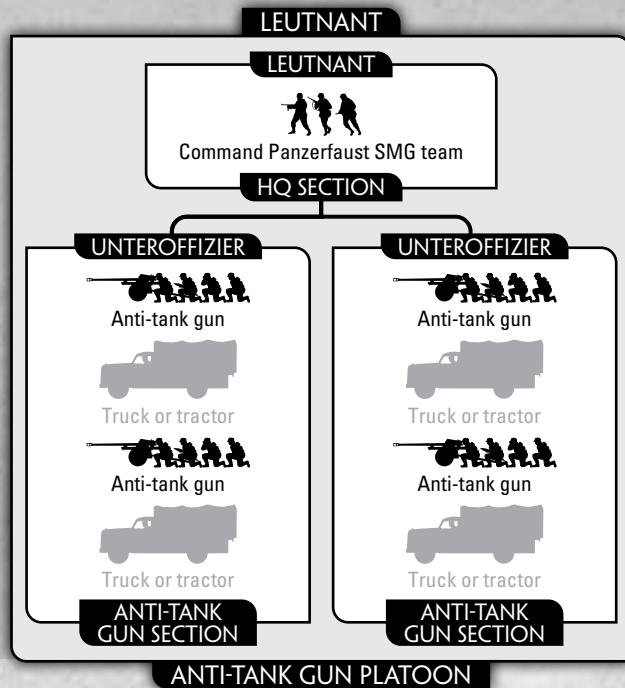 LEUTNANT
LEUTNANT
Command Panzerfaust SMG team
HQ SECTION
UNTEROFFIZIER
Anti-tank gun
Truck or tractor
Anti-tank gun
Truck or tractor
ANTI-TANK
GUN SECTION
UNTEROFFIZIER
Anti-tank gun
Truck or tractor
Anti-tank gun
Truck or tractor
ANTI-TANK
GUN SECTION
ANTI-TANK GUN PLATOON